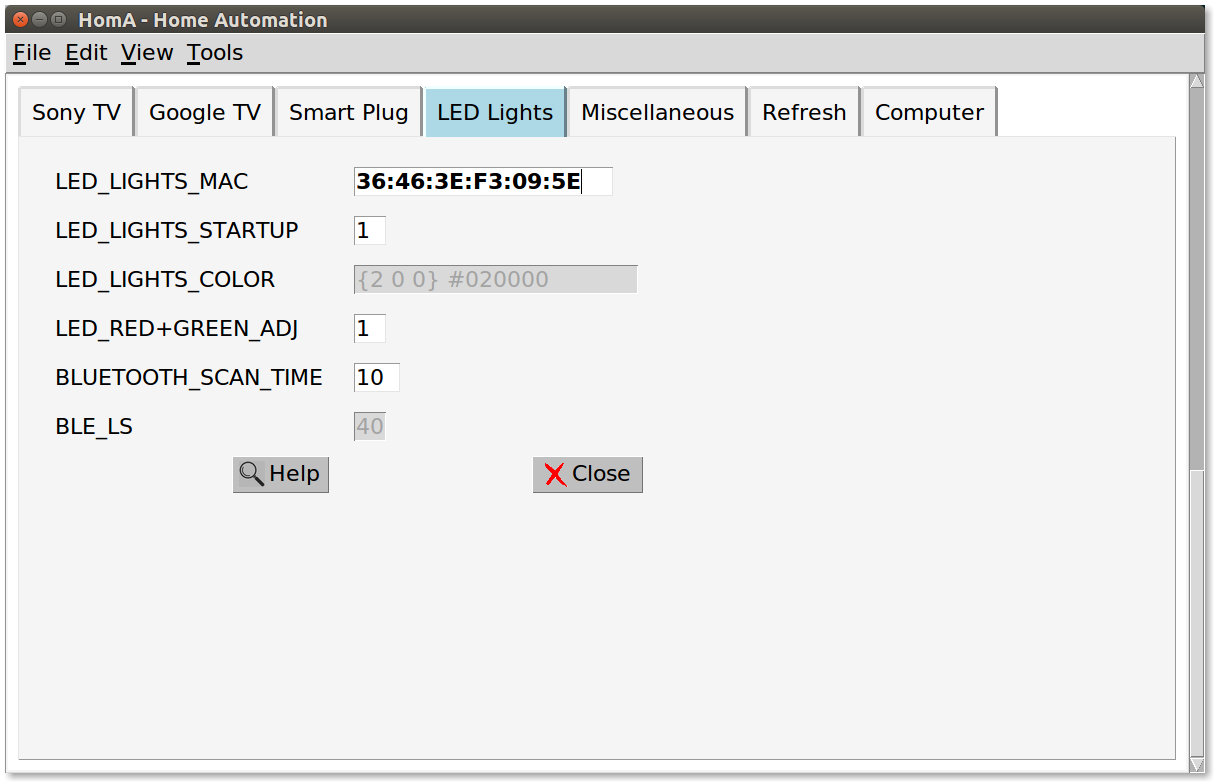 HomA - Home Automation
File Edit View Tools
Sony TV Google TV Smart Plug LED Lights Miscellaneous Refresh Computer
LED_LIGHTS_MAC 36:46:3E:F3:09:5E
LED_LIGHTS_STARTUP 1
LED_LIGHTS_COLOR {2 0 0} #020000
LED_RED+GREEN_ADJ 1
BLUETOOTH_SCAN_TIME 10
BLE_LS 40
Help Close